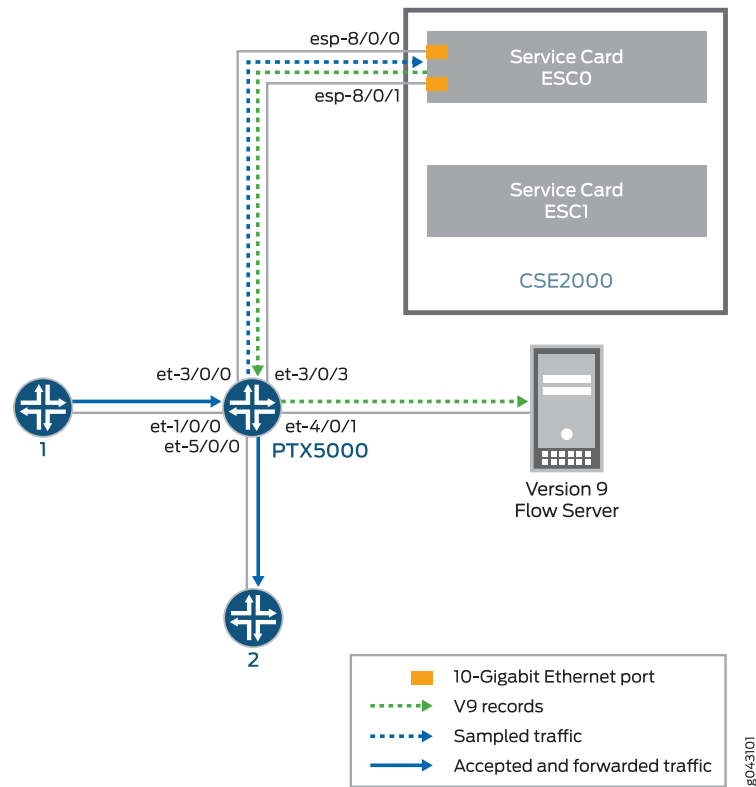 esp-8/0/0
Service Card
ESC0
esp-8/0/1
Service Card
ESC1
CSE2000
et-3/0/0
et-3/0/3
et-1/0/0
et-4/0/1
et-5/0/0
PTX5000
1
Version 9
Flow Server
2
10-Gigabit Ethernet port
V9 records
Sampled traffic
Accepted and forwarded traffic
g043101